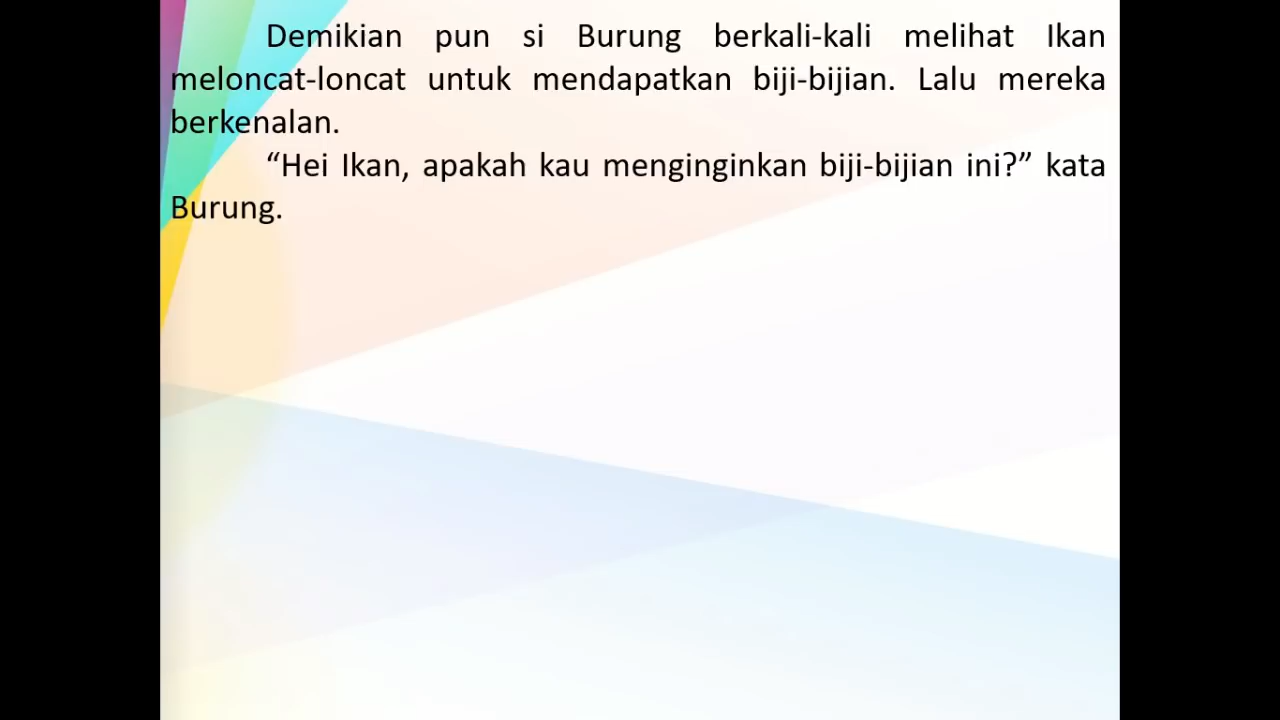 Demikian pun si Burung berkali-kali melihat Ikan
meloncat-loncat untuk mendapatkan biji-bijian. Lalu mereka
berkenalan.
“Hei Ikan, apakah kau menginginkan biji-bijian ini?” kata
Burung.